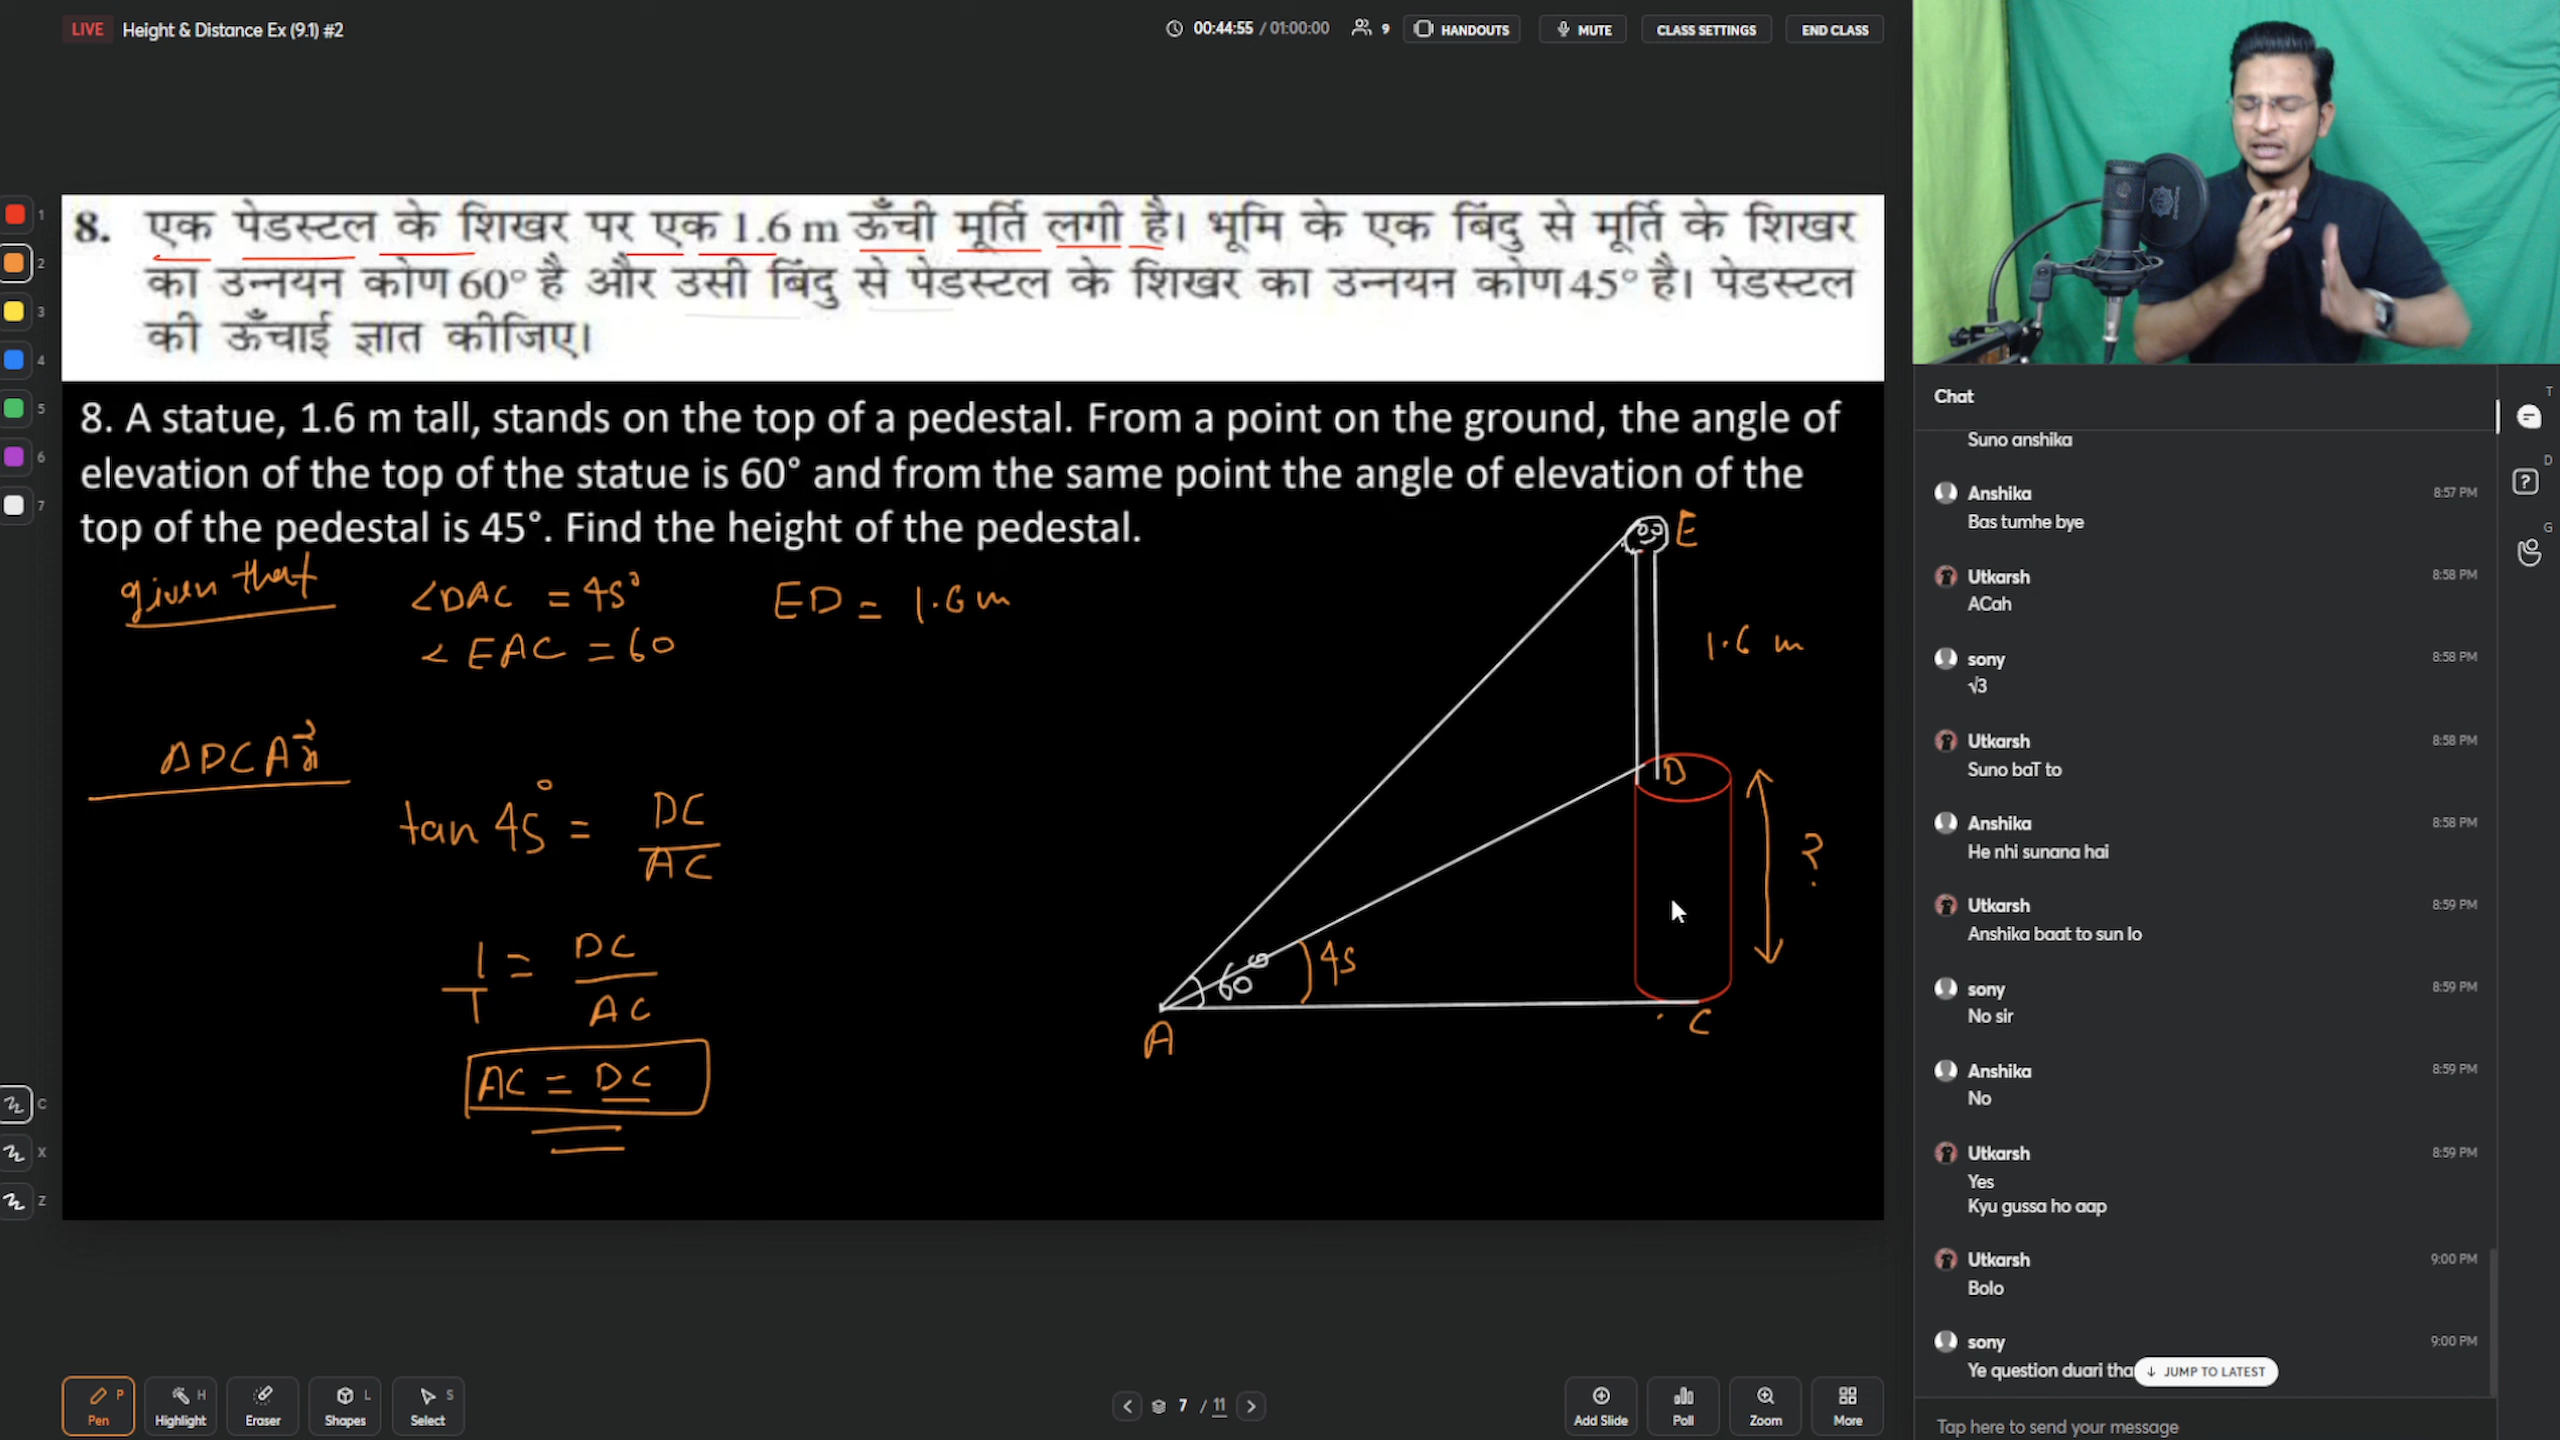 LIVE Height & Distance Ex (9.1) #2
00:44:55 / 01:00:00 9 HANDOUTS MUTE CLASS SETTINGS END CLASS
1
2
3
4
5
6
7
8. एक पेडस्टल के शिखर पर एक 1.6 m ऊँची मूर्ति लगी है। भूमि के एक बिंदु से मूर्ति के शिखर
का उन्नयन कोण 60° है और उसी बिंदु से पेडस्टल के शिखर का उन्नयन कोण 45° है। पेडस्टल
की ऊँचाई ज्ञात कीजिए।
8. A statue, 1.6 m tall, stands on the top of a pedestal. From a point on the ground, the angle of
elevation of the top of the statue is 60° and from the same point the angle of elevation of the
top of the pedestal is 45°. Find the height of the pedestal.
given that
<DAC = 45°
ED = 1.6 m
< EAC = 60
ΔDCA में
tan 45° = DC
AC
1 = DC
1 AC
AC = DC
E
1.6 m
D
?
60°
45
A
C
C
X
Z
Pen P
Highlight H
Eraser
Shapes L
Select S
7 / 11
Add Slide
Poll
Zoom
More
Chat
Suno anshika
Anshika 8:57 PM
Bas tumhe bye
Utkarsh 8:58 PM
ACah
sony 8:58 PM
√3
Utkarsh 8:58 PM
Suno baT to
Anshika 8:58 PM
He nhi sunana hai
Utkarsh 8:59 PM
Anshika baat to sun lo
sony 8:59 PM
No sir
Anshika 8:59 PM
No
Utkarsh 8:59 PM
Yes
Kyu gussa ho aap
Utkarsh 9:00 PM
Bolo
sony 9:00 PM
Ye question duari tha
JUMP TO LATEST
Tap here to send your message
T
D
?
G